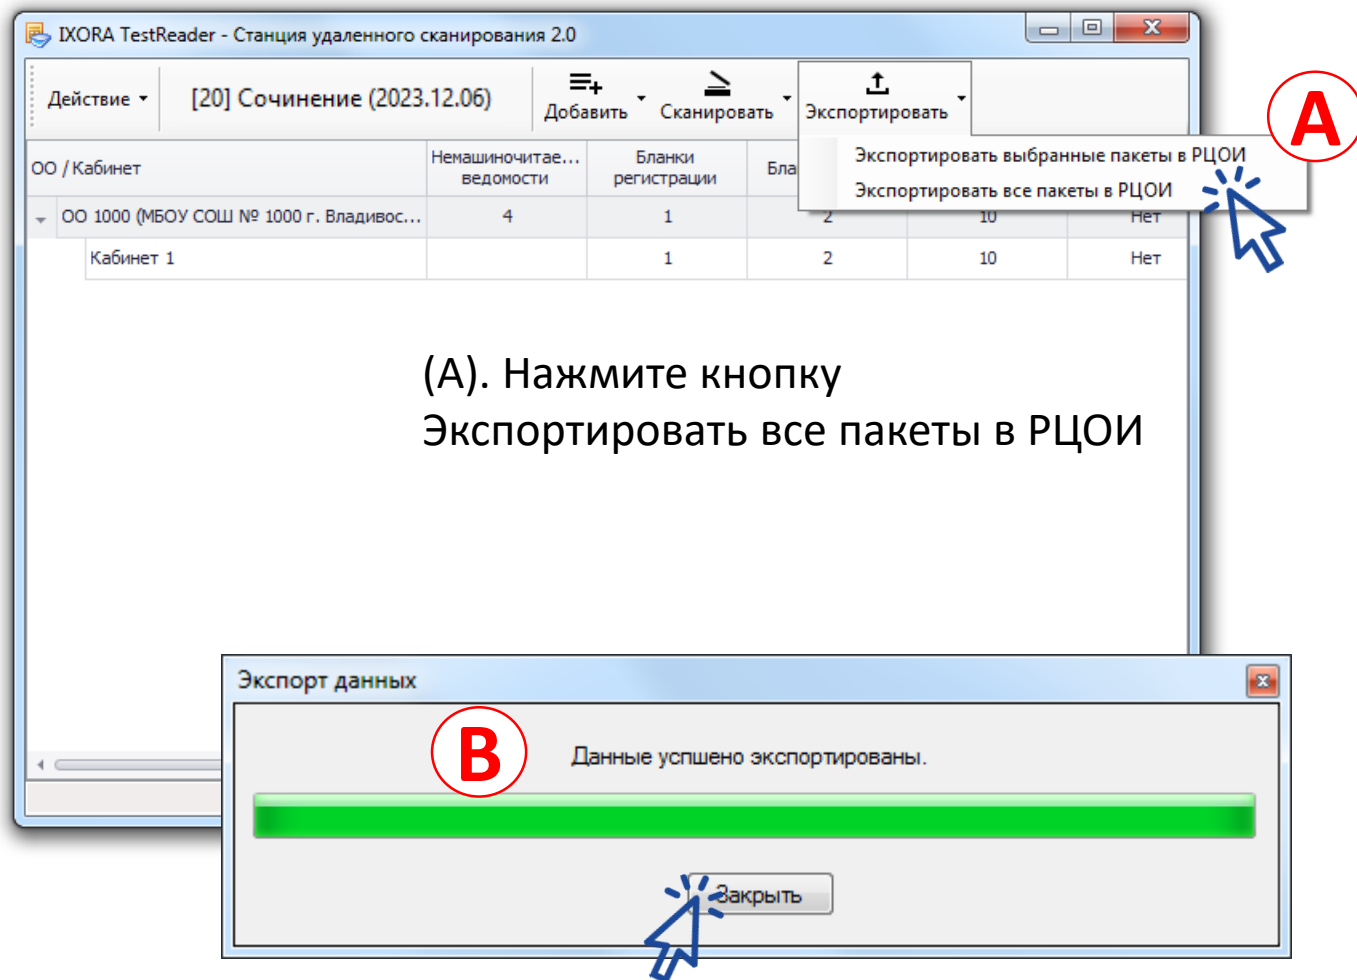 IXORA TestReader - Станция удаленного сканирования 2.0
Действие
[20] Сочинение (2023.12.06)
Добавить
Сканировать
Экспортировать
A
Экспортировать выбранные пакеты в РЦОИ
Экспортировать все пакеты в РЦОИ
ОО / Кабинет
Немашиночитае...
ведомости
Бланки
регистрации
Бла
ОО 1000 (МБОУ СОШ № 1000 г. Владивос... 4 1 2 10 Нет
Кабинет 1 1 2 10 Нет
(А). Нажмите кнопку
Экспортировать все пакеты в РЦОИ
Экспорт данных
B
Данные успшено экспортированы.
Закрыть